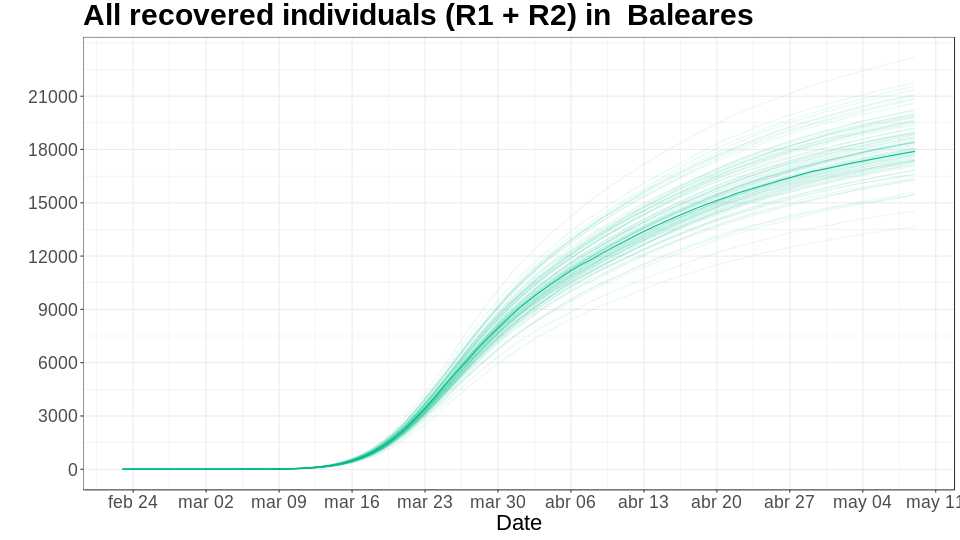 All recovered individuals (R1 + R2) in  Baleares
21000
18000
15000
12000
9000
6000
3000
0
feb 24 mar 02 mar 09 mar 16 mar 23 mar 30 abr 06 abr 13 abr 20 abr 27 may 04 may 11
Date